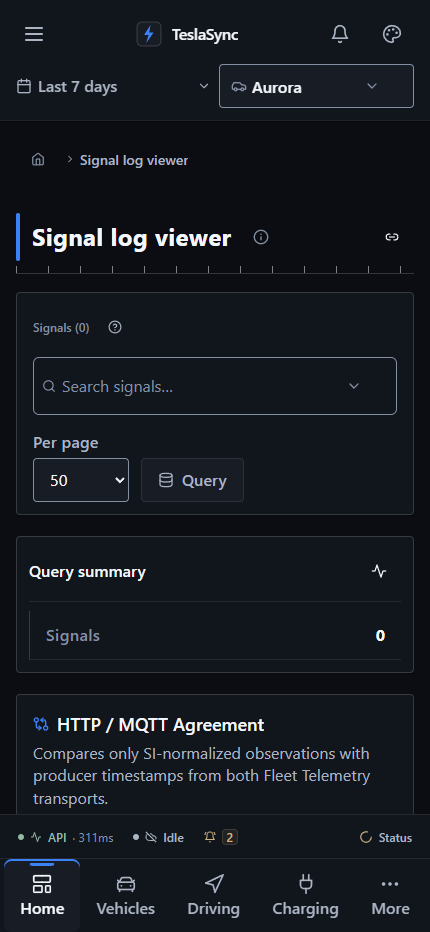 TeslaSync
Last 7 days
Aurora
Signal log viewer
Signal log viewer
Signals (0)
Search signals...
Per page
50
Query
Query summary
Signals
0
HTTP / MQTT Agreement
Compares only SI-normalized observations with
producer timestamps from both Fleet Telemetry
transports.
API · 311ms
Idle
2
Status
Home
Vehicles
Driving
Charging
More